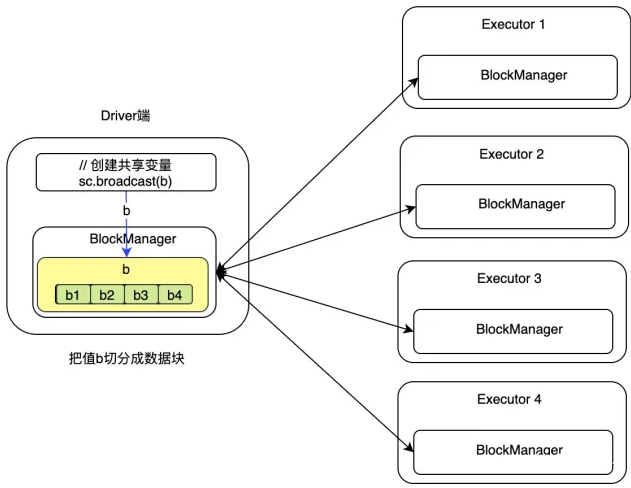 Driver端
// 创建共享变量
sc.broadcast(b)
b
BlockManager
b
b1 b2 b3 b4
把值b切分成数据块
Executor 1
BlockManager
Executor 2
BlockManager
Executor 3
BlockManager
Executor 4
BlockManager